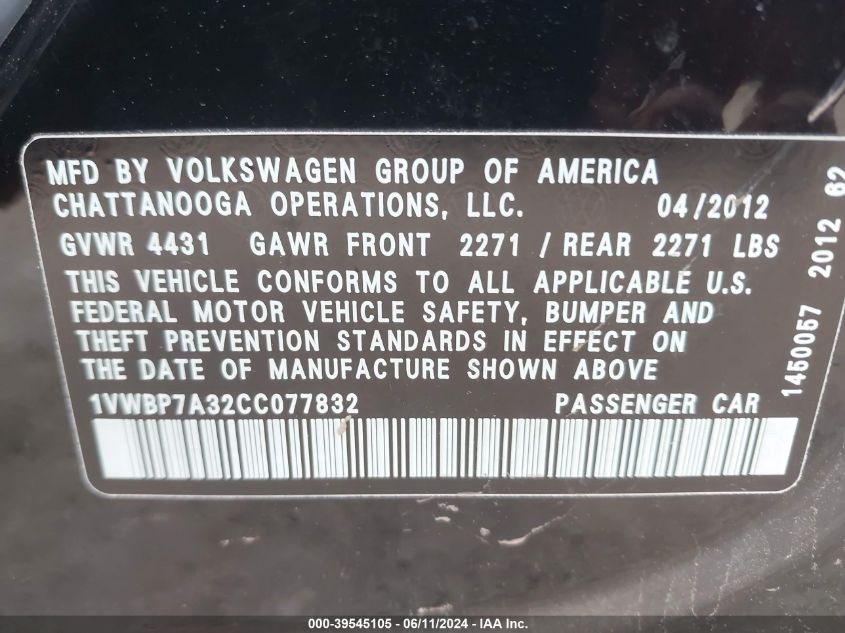 MFD BY VOLKSWAGEN GROUP OF AMERICA
CHATTANOOGA OPERATIONS, LLC. 04/2012
GVWR 4431 GAWR FRONT 2271 / REAR 2271 LBS
THIS VEHICLE CONFORMS TO ALL APPLICABLE U.S.
FEDERAL MOTOR VEHICLE SAFETY, BUMPER AND
THEFT PREVENTION STANDARDS IN EFFECT ON
THE DATE OF MANUFACTURE SHOWN ABOVE
1VWBP7A32CC077832 PASSENGER CAR
1450057 2012 62
000-39545105 - 06/11/2024 - IAA Inc.